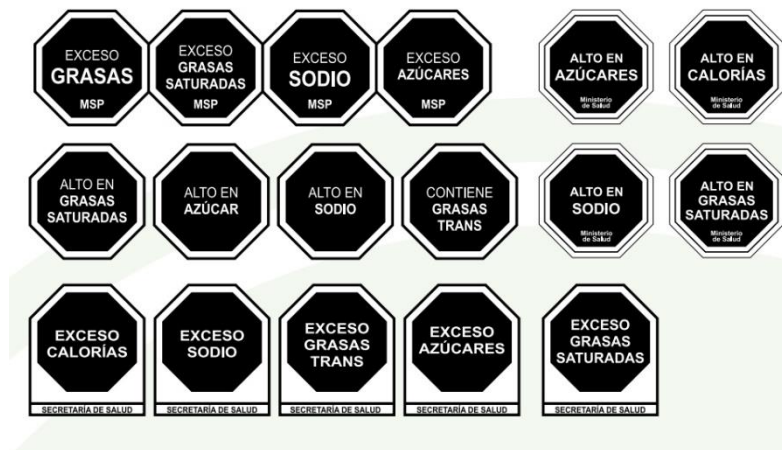 EXCESO
GRASAS
MSP
EXCESO
GRASAS
SATURADAS
MSP
EXCESO
SODIO
MSP
EXCESO
AZÚCARES
MSP
ALTO EN
AZÚCARES
Ministerio
de Salud
ALTO EN
CALORÍAS
Ministerio
de Salud
ALTO EN
GRASAS
SATURADAS
ALTO EN
AZÚCAR
ALTO EN
SODIO
CONTIENE
GRASAS
TRANS
ALTO EN
SODIO
Ministerio
de Salud
ALTO EN
GRASAS
SATURADAS
Ministerio
de Salud
EXCESO
CALORÍAS
SECRETARÍA DE SALUD
EXCESO
SODIO
SECRETARÍA DE SALUD
EXCESO
GRASAS
TRANS
SECRETARÍA DE SALUD
EXCESO
AZÚCARES
SECRETARÍA DE SALUD
EXCESO
GRASAS
SATURADAS
SECRETARÍA DE SALUD